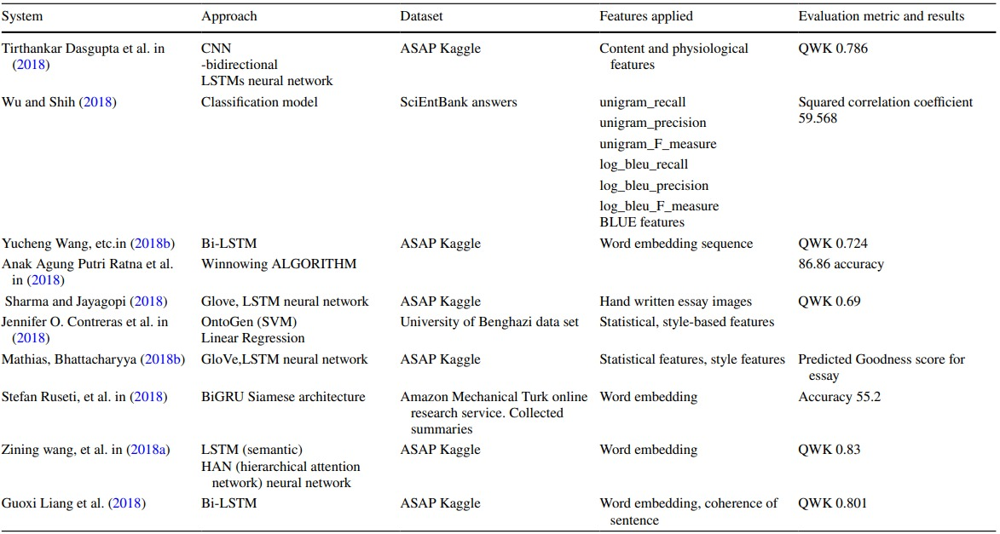 System Approach Dataset Features applied Evaluation metric and results
Tirthankar Dasgupta et al. in (2018) CNN -bidirectional LSTMs neural network ASAP Kaggle Content and physiological features QWK 0.786
Wu and Shih (2018) Classification model SciEntBank answers unigram_recall Squared correlation coefficient 59.568
unigram_precision
unigram_F_measure
log_bleu_recall
log_bleu_precision
log_bleu_F_measure
BLUE features
Yucheng Wang, etc.in (2018b) Bi-LSTM ASAP Kaggle Word embedding sequence QWK 0.724
Anak Agung Putri Ratna et al. in (2018) Winnowing ALGORITHM 86.86 accuracy
Sharma and Jayagopi (2018) Glove, LSTM neural network ASAP Kaggle Hand written essay images QWK 0.69
Jennifer O. Contreras et al. in (2018) OntoGen (SVM) Linear Regression University of Benghazi data set Statistical, style-based features
Mathias, Bhattacharyya (2018b) GloVe,LSTM neural network ASAP Kaggle Statistical features, style features Predicted Goodness score for essay
Stefan Ruseti, et al. in (2018) BiGRU Siamese architecture Amazon Mechanical Turk online research service. Collected summaries Word embedding Accuracy 55.2
Zining wang, et al. in (2018a) LSTM (semantic) HAN (hierarchical attention network) neural network ASAP Kaggle Word embedding QWK 0.83
Guoxi Liang et al. (2018) Bi-LSTM ASAP Kaggle Word embedding, coherence of sentence QWK 0.801